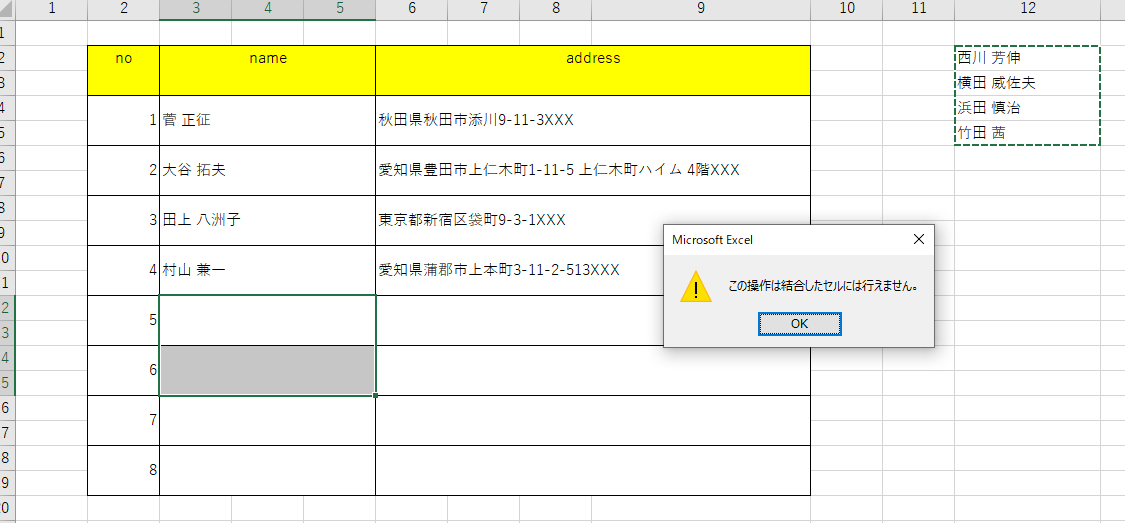 1 2 3 4 5 6 7 8 9 10 11 12
1
2 no name address 西川 芳伸
3 横田 威佐夫
4 浜田 慎治
5 1 菅 正征 秋田県秋田市添川9-11-3XXX 竹田 茜
6
7 2 大谷 拓夫 愛知県豊田市上仁木町1-11-5 上仁木町ハイム 4階XXX
8
9 3 田上 八洲子 東京都新宿区袋町9-3-1XXX
0
1 4 村山 兼一 愛知県蒲郡市上本町3-11-2-513XXX
2
3 5
4
5 6
6
7 7
8
9 8
20
Microsoft Excel
この操作は結合したセルには行えません。
OK